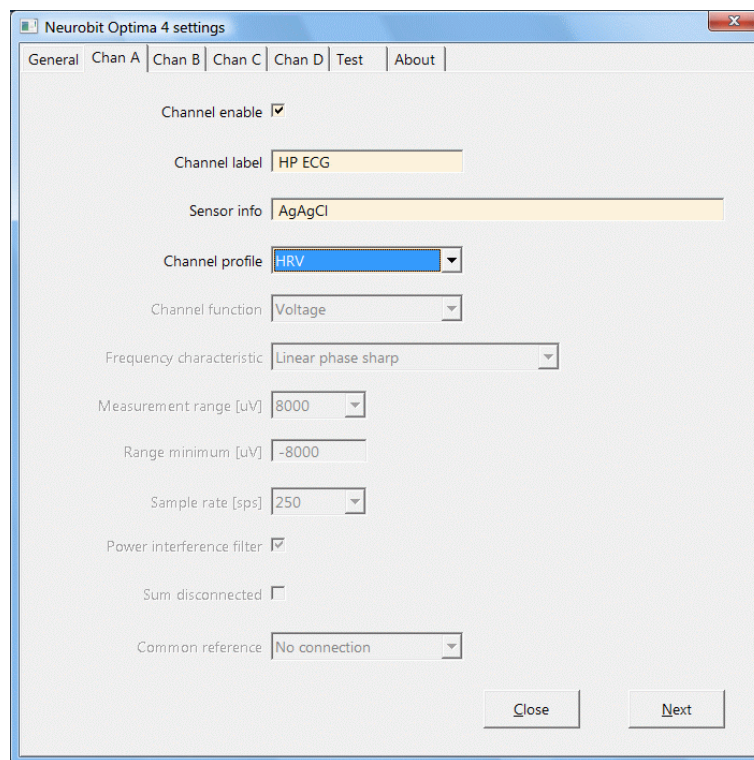 Neurobit Optima 4 settings
General Chan A Chan B Chan C Chan D Test About
Channel enable
Channel label HP ECG
Sensor info AgAgCl
Channel profile HRV
Channel function Voltage
Frequency characteristic Linear phase sharp
Measurement range [uV] 8000
Range minimum [uV] -8000
Sample rate [sps] 250
Power interference filter
Sum disconnected
Common reference No connection
Close Next